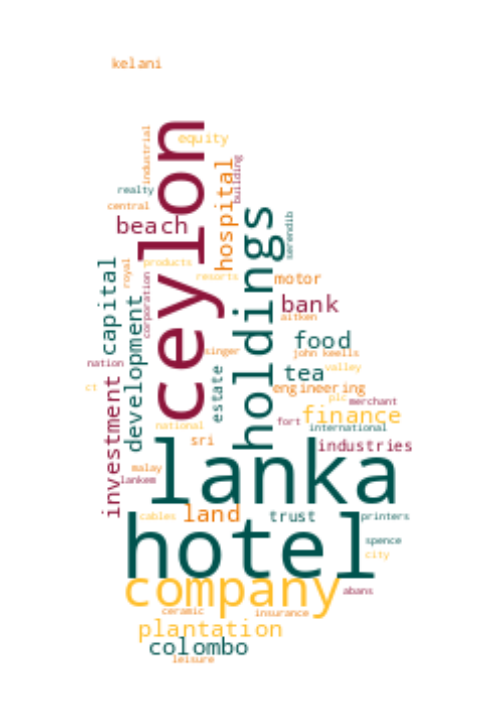 kelani
ceylon
equity
industrial
building
hospital
realty
central
holdings
serendib
beach
capital
royal
products
resorts
motor
corporation
development
bank
aitken
singer
food
john keells
nation
valley
tea
ct
estate
engineering
investment
plc
merchant
finance
national
fort
international
sri
industries
lanka
malay
lankem
cables
land
trust
printers
hotel
spence
city
company
abans
ceramic
insurance
plantation
colombo
leisure